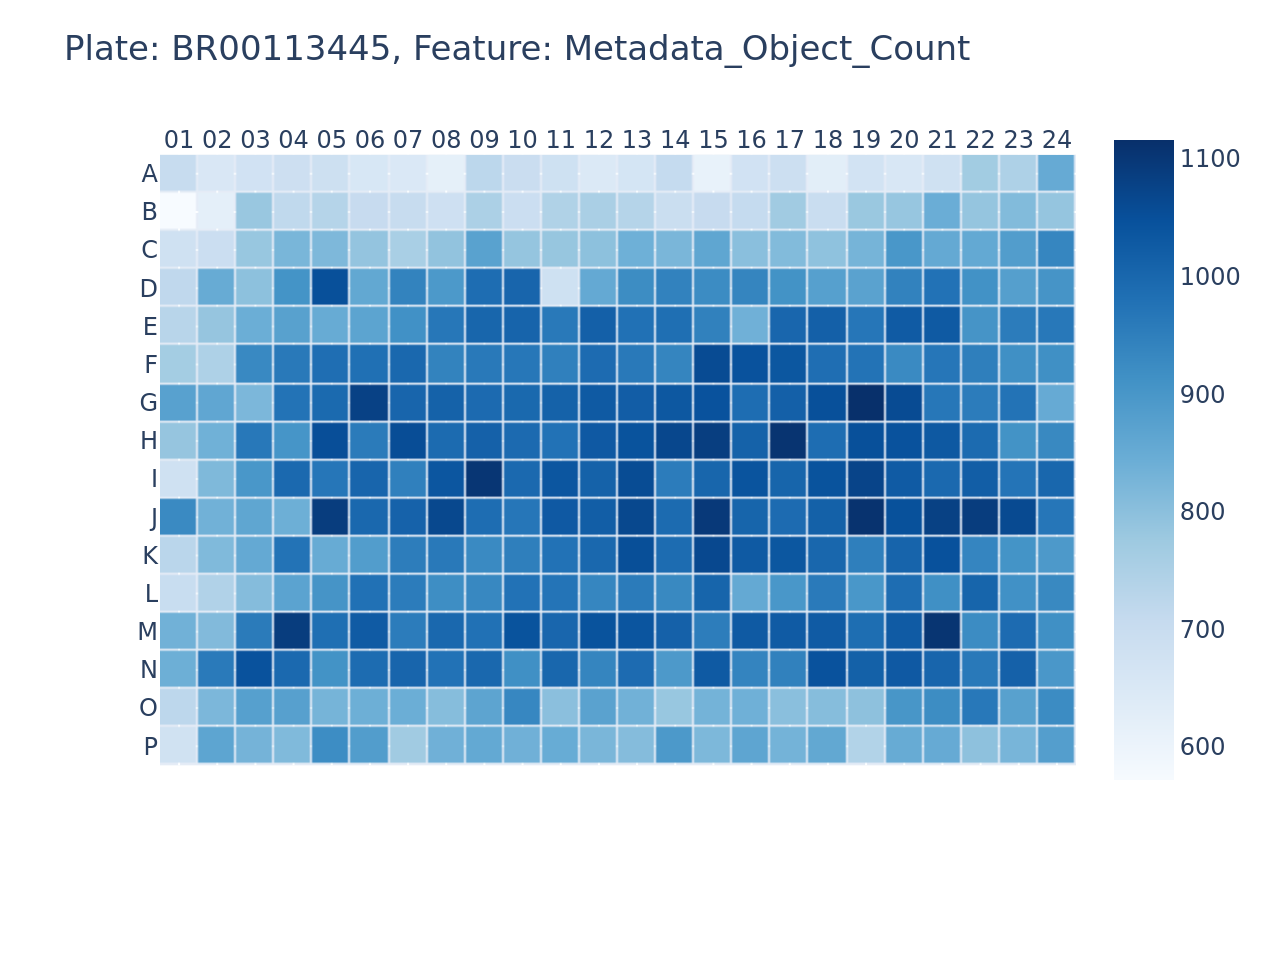 Plate: BR00113445, Feature: Metadata_Object_Count
01 02 03 04 05 06 07 08 09 10 11 12 13 14 15 16 17 18 19 20 21 22 23 24
A
B
C
D
E
F
G
H
I
J
K
L
M
N
O
P
1100
1000
900
800
700
600